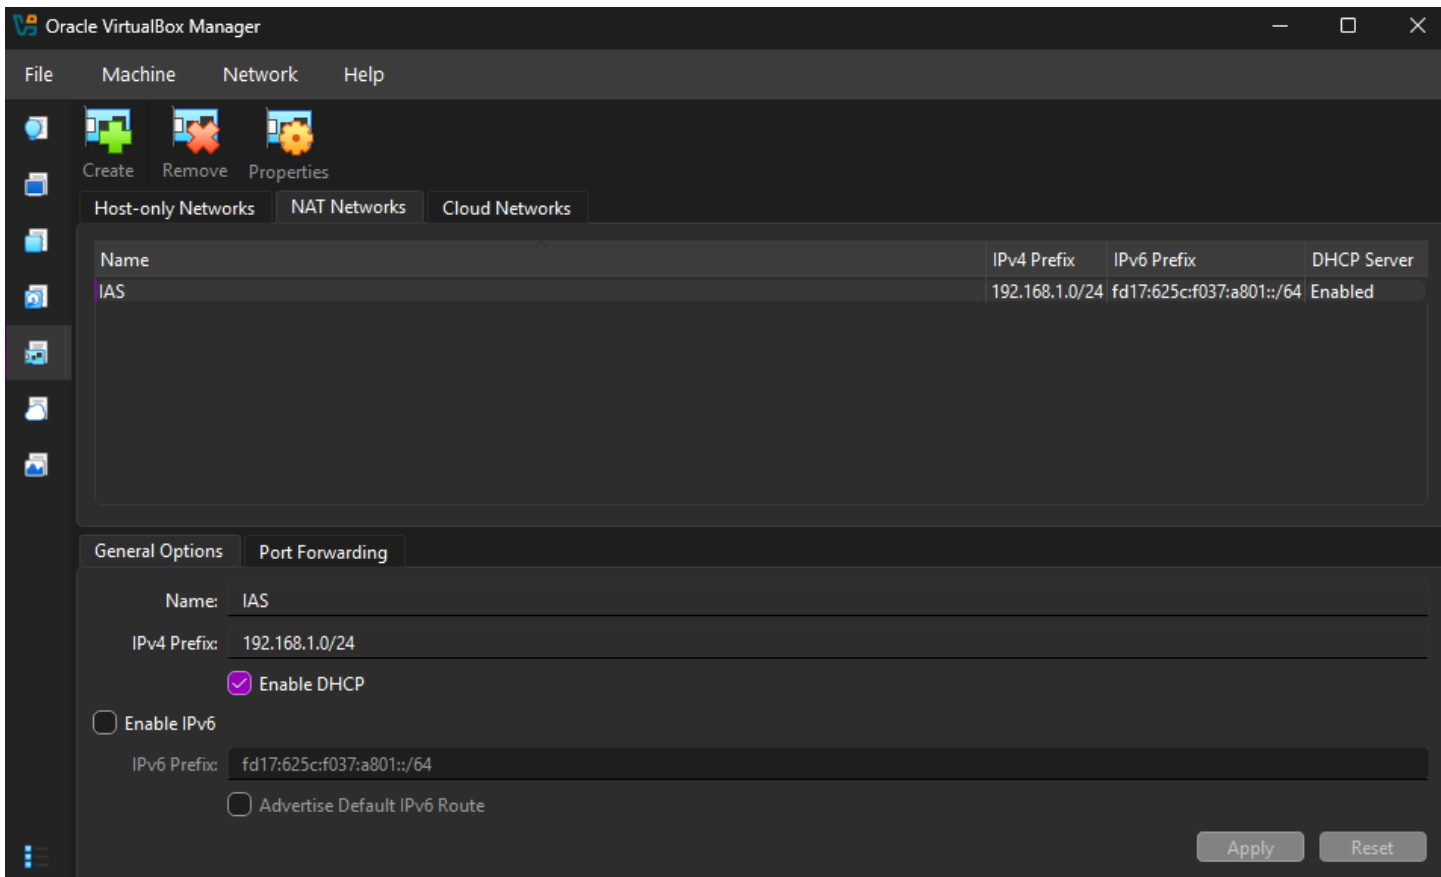 Oracle VirtualBox Manager
File Machine Network Help
Create Remove Properties
Host-only Networks NAT Networks Cloud Networks
Name IPv4 Prefix IPv6 Prefix DHCP Server
IAS 192.168.1.0/24 fd17:625c:f037:a801::/64 Enabled
General Options Port Forwarding
Name: IAS
IPv4 Prefix: 192.168.1.0/24
Enable DHCP
Enable IPv6
IPv6 Prefix: fd17:625c:f037:a801::/64
Advertise Default IPv6 Route
Apply Reset